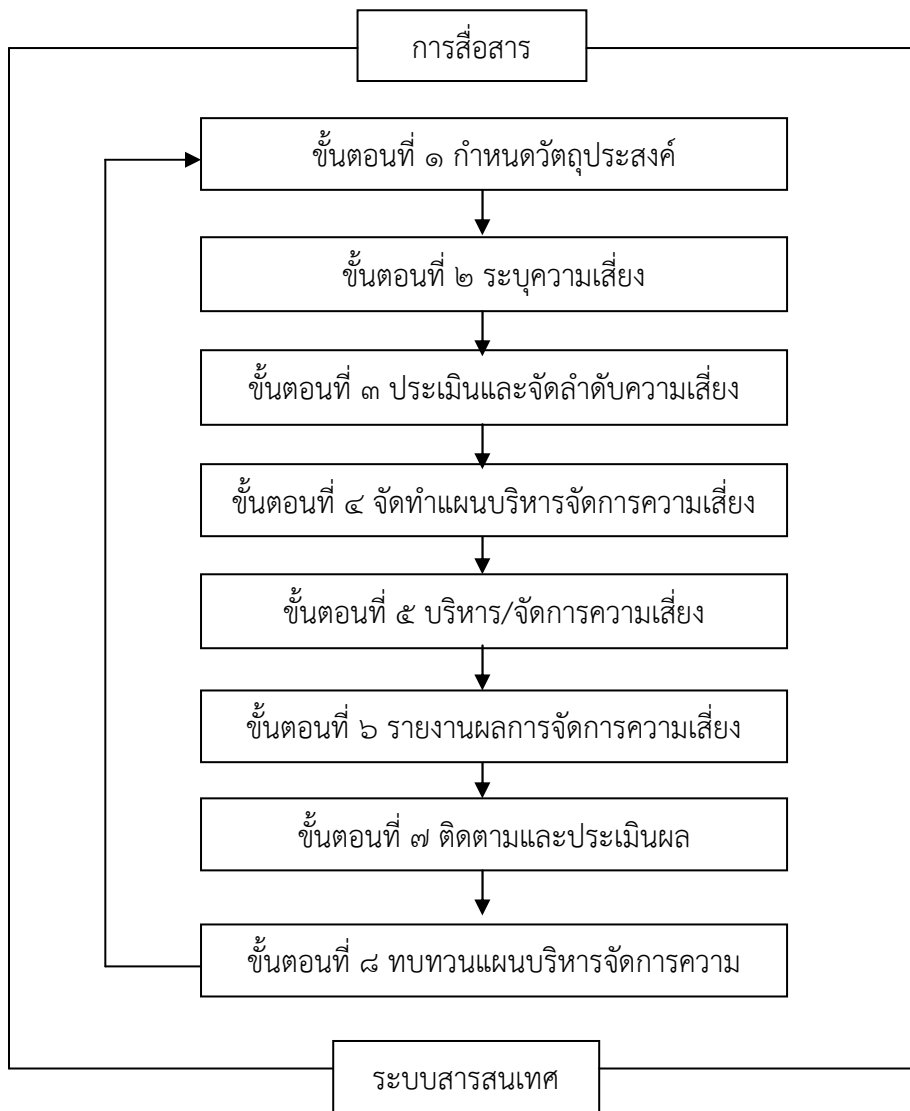 การสื่อสาร
ขั้นตอนที่ ๑ กำหนดวัตถุประสงค์
ขั้นตอนที่ ๒ ระบุความเสี่ยง
ขั้นตอนที่ ๓ ประเมินและจัดลำดับความเสี่ยง
ขั้นตอนที่ ๔ จัดทำแผนบริหารจัดการความเสี่ยง
ขั้นตอนที่ ๕ บริหาร/จัดการความเสี่ยง
ขั้นตอนที่ ๖ รายงานผลการจัดการความเสี่ยง
ขั้นตอนที่ ๗ ติดตามและประเมินผล
ขั้นตอนที่ ๘ ทบทวนแผนบริหารจัดการความ
ระบบสารสนเทศ